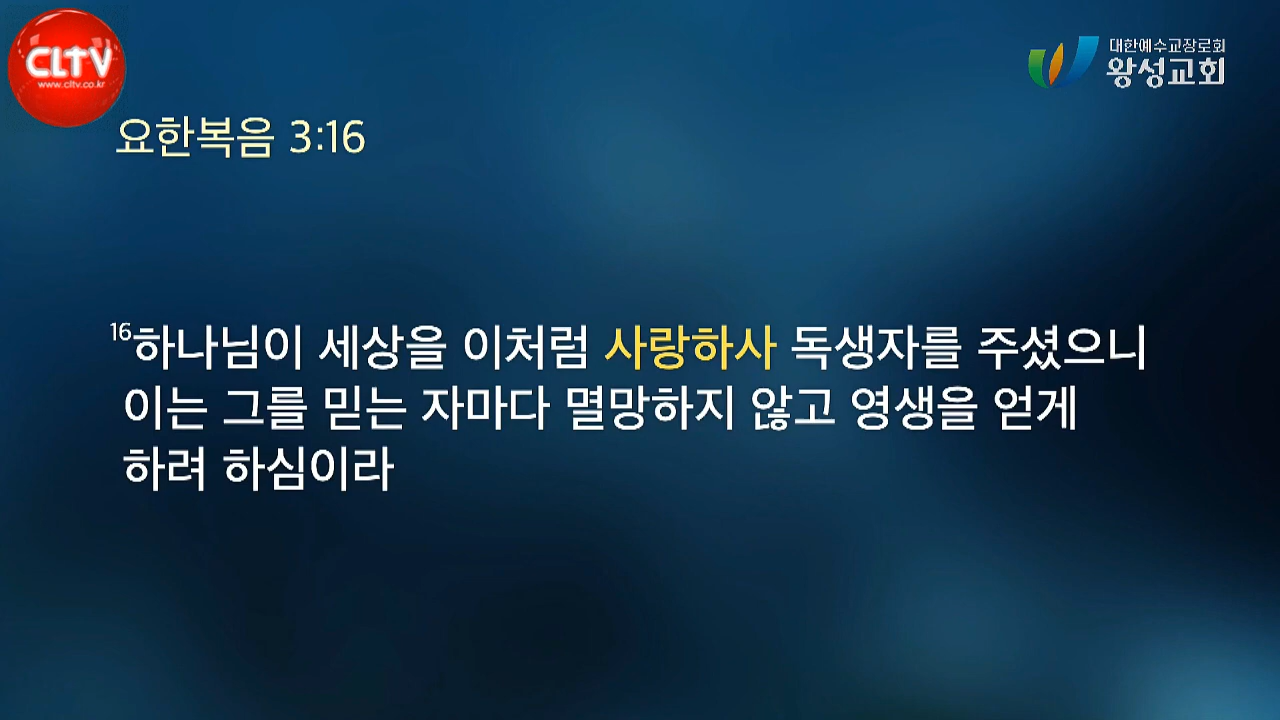 CLTV
www.cltv.co.kr
대한예수교장로회
왕성교회
요한복음 3:16
16하나님이 세상을 이처럼 사랑하사 독생자를 주셨으니
이는 그를 믿는 자마다 멸망하지 않고 영생을 얻게
하려 하심이라